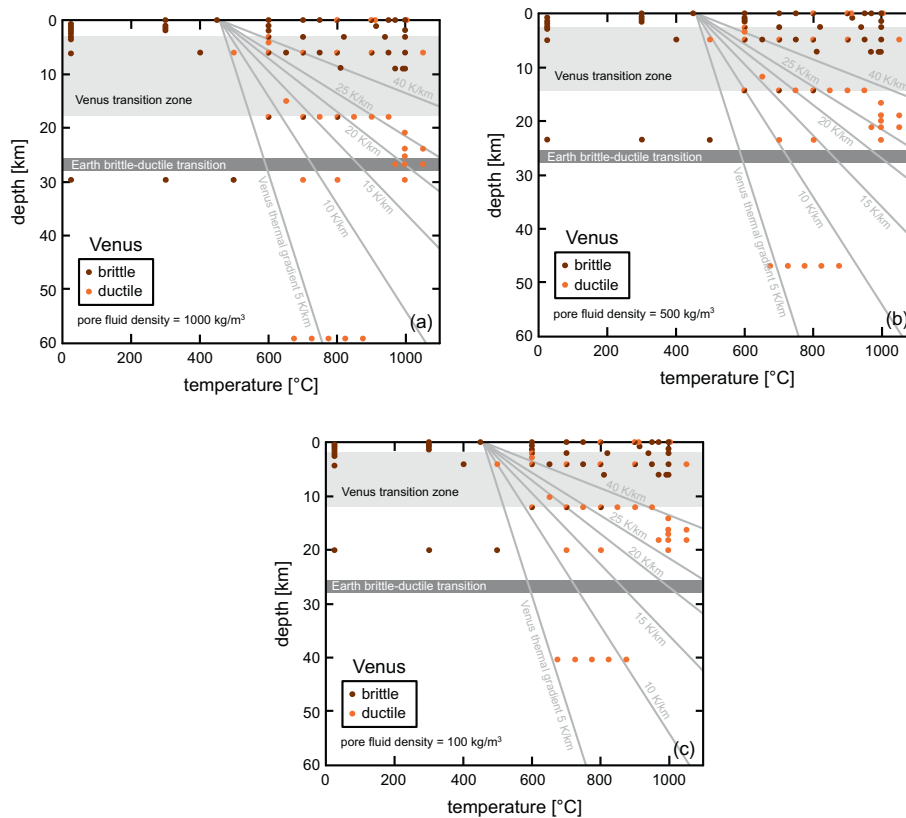 0
10
20
30
40
50
60
depth [km]
0
200
400
600
800
1000
temperature [°C]
Venus transition zone
Earth brittle-ductile transition
40 K/km
25 K/km
20 K/km
15 K/km
10 K/km
Venus thermal gradient 5 K/km
Venus
brittle
ductile
pore fluid density = 1000 kg/m³
(a)
0
10
20
30
40
50
60
depth [km]
0
200
400
600
800
1000
temperature [°C]
Venus transition zone
Earth brittle-ductile transition
40 K/km
25 K/km
20 K/km
15 K/km
10 K/km
Venus thermal gradient 5 K/km
Venus
brittle
ductile
pore fluid density = 500 kg/m³
(b)
0
10
20
30
40
50
60
depth [km]
0
200
400
600
800
1000
temperature [°C]
Venus transition zone
Earth brittle-ductile transition
40 K/km
25 K/km
20 K/km
15 K/km
10 K/km
Venus thermal gradient 5 K/km
Venus
brittle
ductile
pore fluid density = 100 kg/m³
(c)